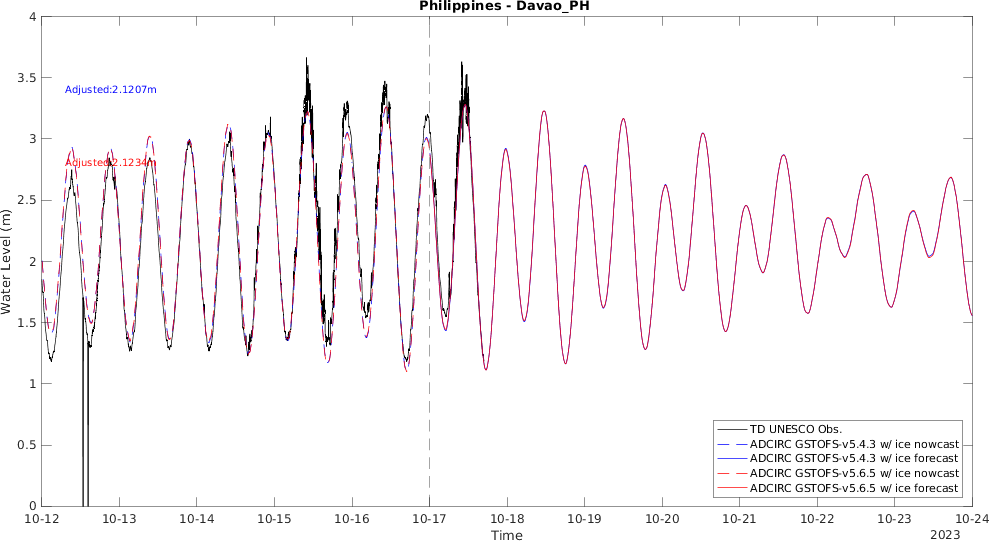 Philippines - Davao_PH
4
3.5
3
2.5
2
1.5
1
0.5
0
Water Level (m)
Adjusted:2.1207m
Adjusted:2.1234m
TD UNESCO Obs.
ADCIRC GSTOFS-v5.4.3 w/ ice nowcast
ADCIRC GSTOFS-v5.4.3 w/ ice forecast
ADCIRC GSTOFS-v5.6.5 w/ ice nowcast
ADCIRC GSTOFS-v5.6.5 w/ ice forecast
10-12 10-13 10-14 10-15 10-16 10-17 10-18 10-19 10-20 10-21 10-22 10-23 10-24
Time 2023